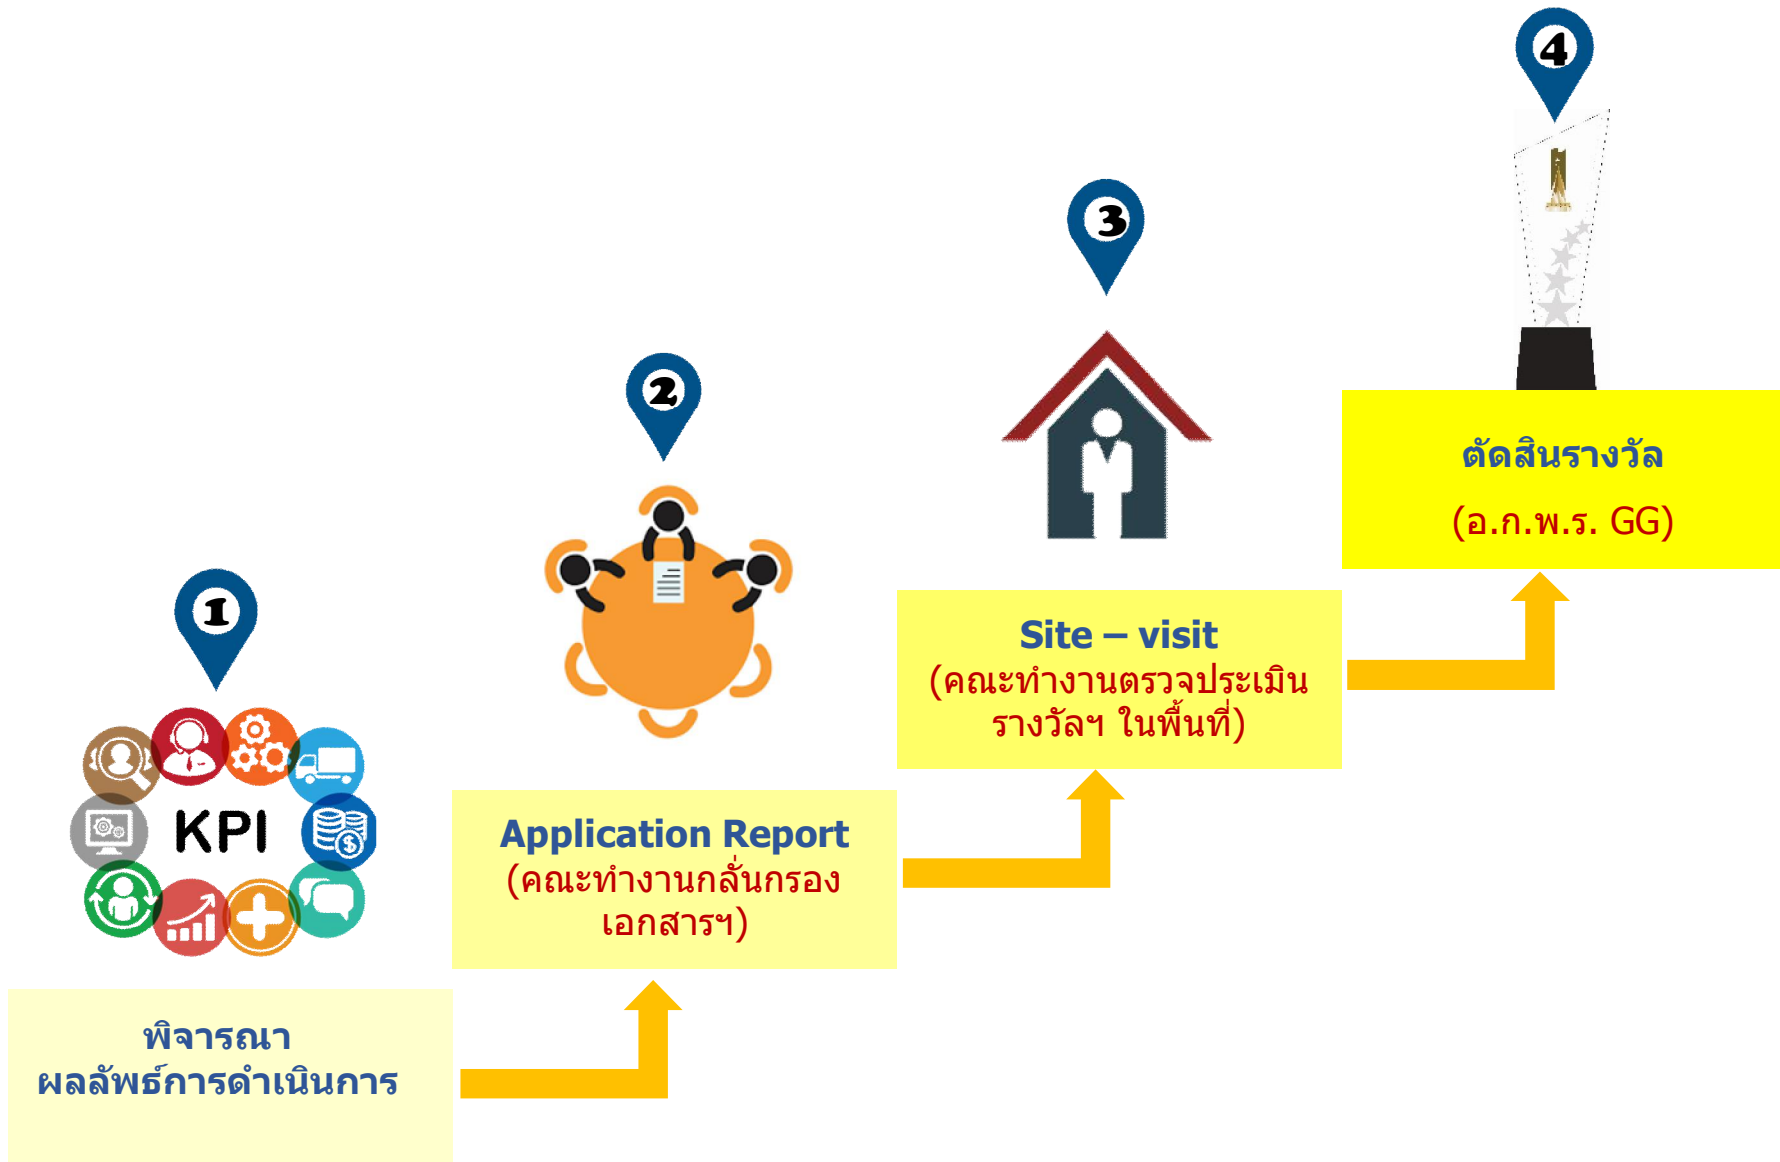 1
KPI
พิจารณา
ผลลัพธ์การดำเนินการ
2
Application Report
(คณะทำงานกลั่นกรอง
เอกสารฯ)
3
Site – visit
(คณะทำงานตรวจประเมิน
รางวัลฯ ในพื้นที่)
4
ตัดสินรางวัล
(อ.ก.พ.ร. GG)